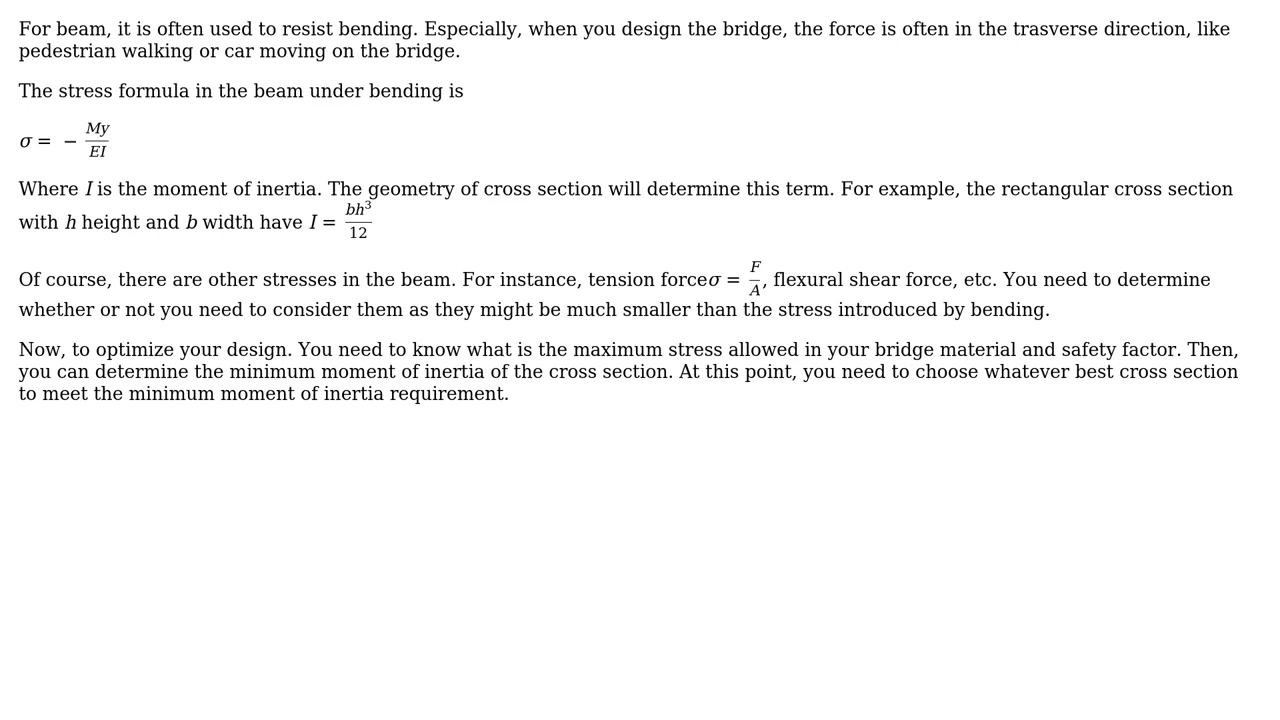 For beam, it is often used to resist bending. Especially, when you design the bridge, the force is often in the trasverse direction, like
pedestrian walking or car moving on the bridge.
The stress formula in the beam under bending is
σ = − My/EI
Where I is the moment of inertia. The geometry of cross section will determine this term. For example, the rectangular cross section
with h height and b width have I = bh³/12
Of course, there are other stresses in the beam. For instance, tension forceσ = F/A, flexural shear force, etc. You need to determine
whether or not you need to consider them as they might be much smaller than the stress introduced by bending.
Now, to optimize your design. You need to know what is the maximum stress allowed in your bridge material and safety factor. Then,
you can determine the minimum moment of inertia of the cross section. At this point, you need to choose whatever best cross section
to meet the minimum moment of inertia requirement.